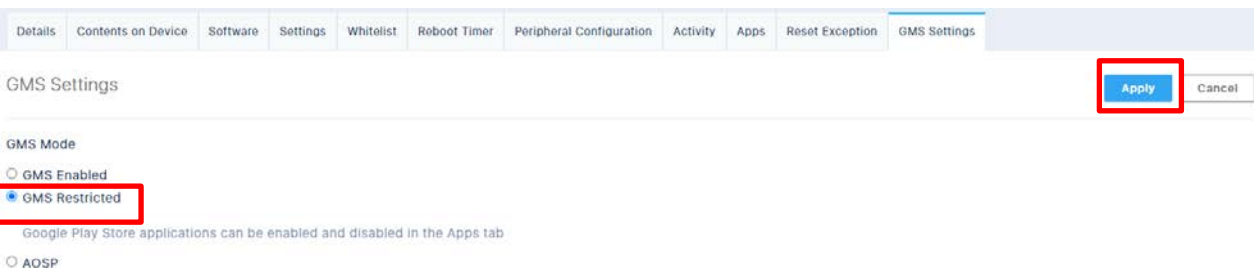 Details Contents on Device Software Settings Whitelist Reboot Timer Peripheral Configuration Activity Apps Reset Exception GMS Settings
GMS Settings Apply Cancel
GMS Mode
GMS Enabled
GMS Restricted
Google Play Store applications can be enabled and disabled in the Apps tab
AOSP